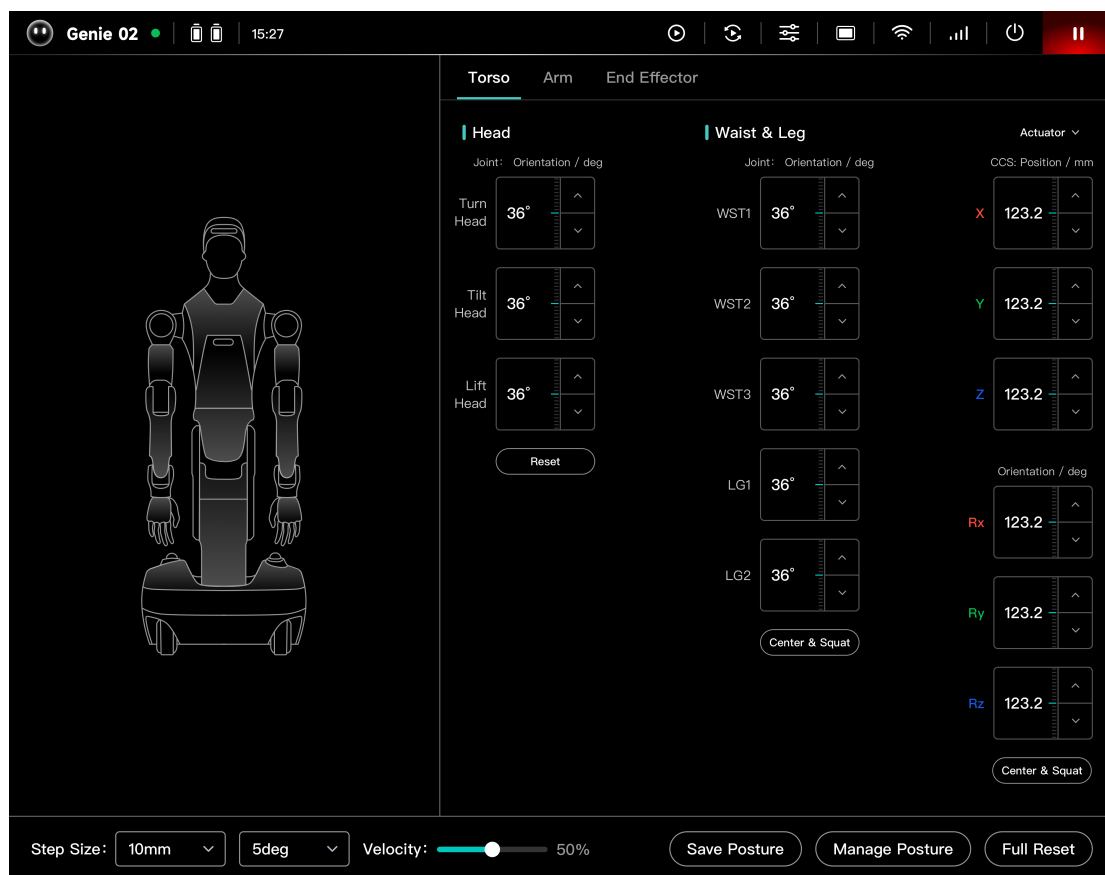 Genie 02
15:27
Torso Arm End Effector
Head
Joint: Orientation / deg
Turn Head 36°
Tilt Head 36°
Lift Head 36°
Reset
Waist & Leg
Joint: Orientation / deg
WST1 36°
WST2 36°
WST3 36°
LG1 36°
LG2 36°
Center & Squat
Actuator
CCS: Position / mm
X 123.2
Y 123.2
Z 123.2
Orientation / deg
Rx 123.2
Ry 123.2
Rz 123.2
Center & Squat
Step Size: 10mm 5deg Velocity: 50% Save Posture Manage Posture Full Reset